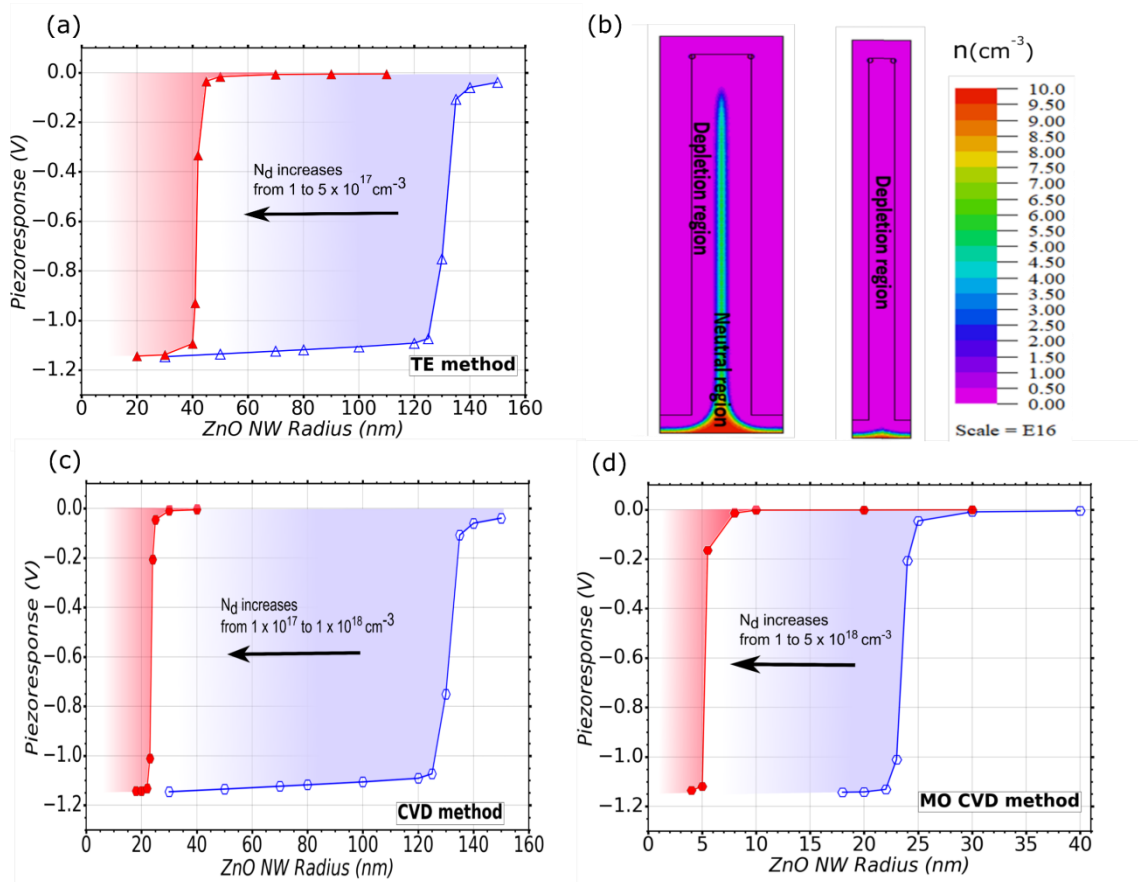 (a)
0.0
−0.2
−0.4
−0.6
−0.8
−1.0
−1.2
Piezoresponse (V)
Nd increases
from 1 to 5 x 10^17 cm^-3
TE method
0 20 40 60 80 100 120 140 160
ZnO NW Radius (nm)
(b)
Depletion region
Neutral region
Depletion region
n(cm^-3)
10.0
9.50
9.00
8.50
8.00
7.50
7.00
6.50
6.00
5.50
5.00
4.50
4.00
3.50
3.00
2.50
2.00
1.50
1.00
0.50
0.00
Scale = E16
(c)
0.0
−0.2
−0.4
−0.6
−0.8
−1.0
−1.2
Piezoresponse (V)
Nd increases
from 1 x 10^17 to 1 x 10^18 cm^-3
CVD method
0 20 40 60 80 100 120 140 160
ZnO NW Radius (nm)
(d)
0.0
−0.2
−0.4
−0.6
−0.8
−1.0
−1.2
Piezoresponse (V)
Nd increases
from 1 to 5 x 10^18 cm^-3
MO CVD method
0 5 10 15 20 25 30 35 40
ZnO NW Radius (nm)